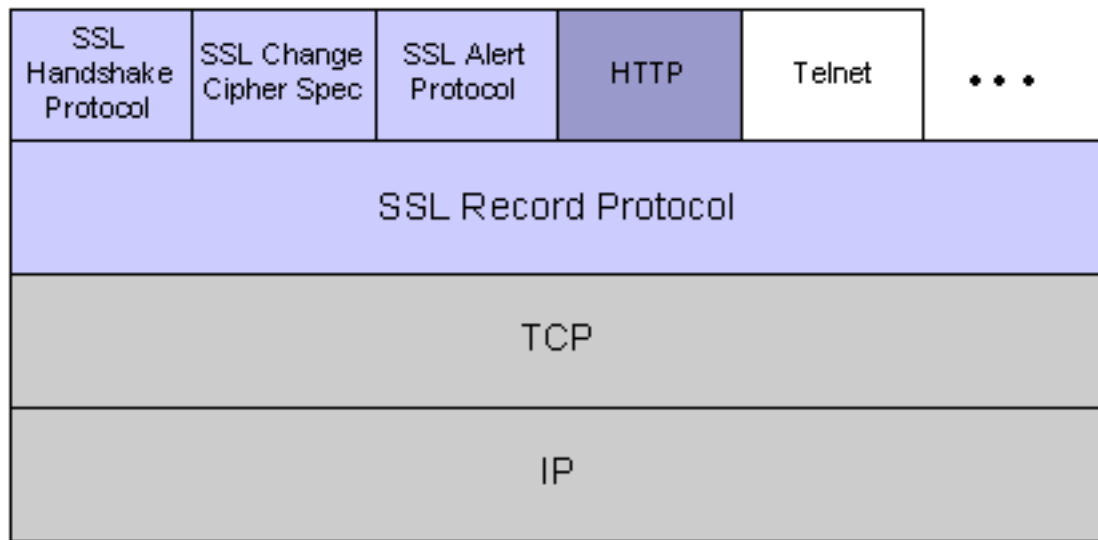 SSL
Handshake
Protocol
SSL Change
Cipher Spec
SSL Alert
Protocol
HTTP
Telnet
•••
SSL Record Protocol
TCP
IP